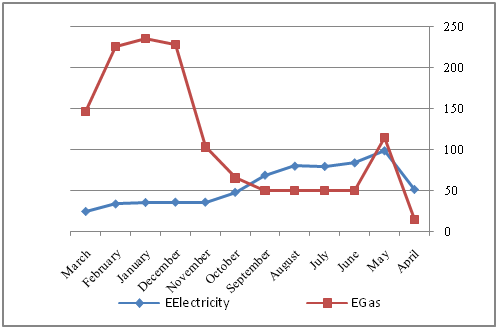 250
200
150
100
50
0
March
February
January
December
November
October
September
August
July
June
May
April
EElectricity
EGas